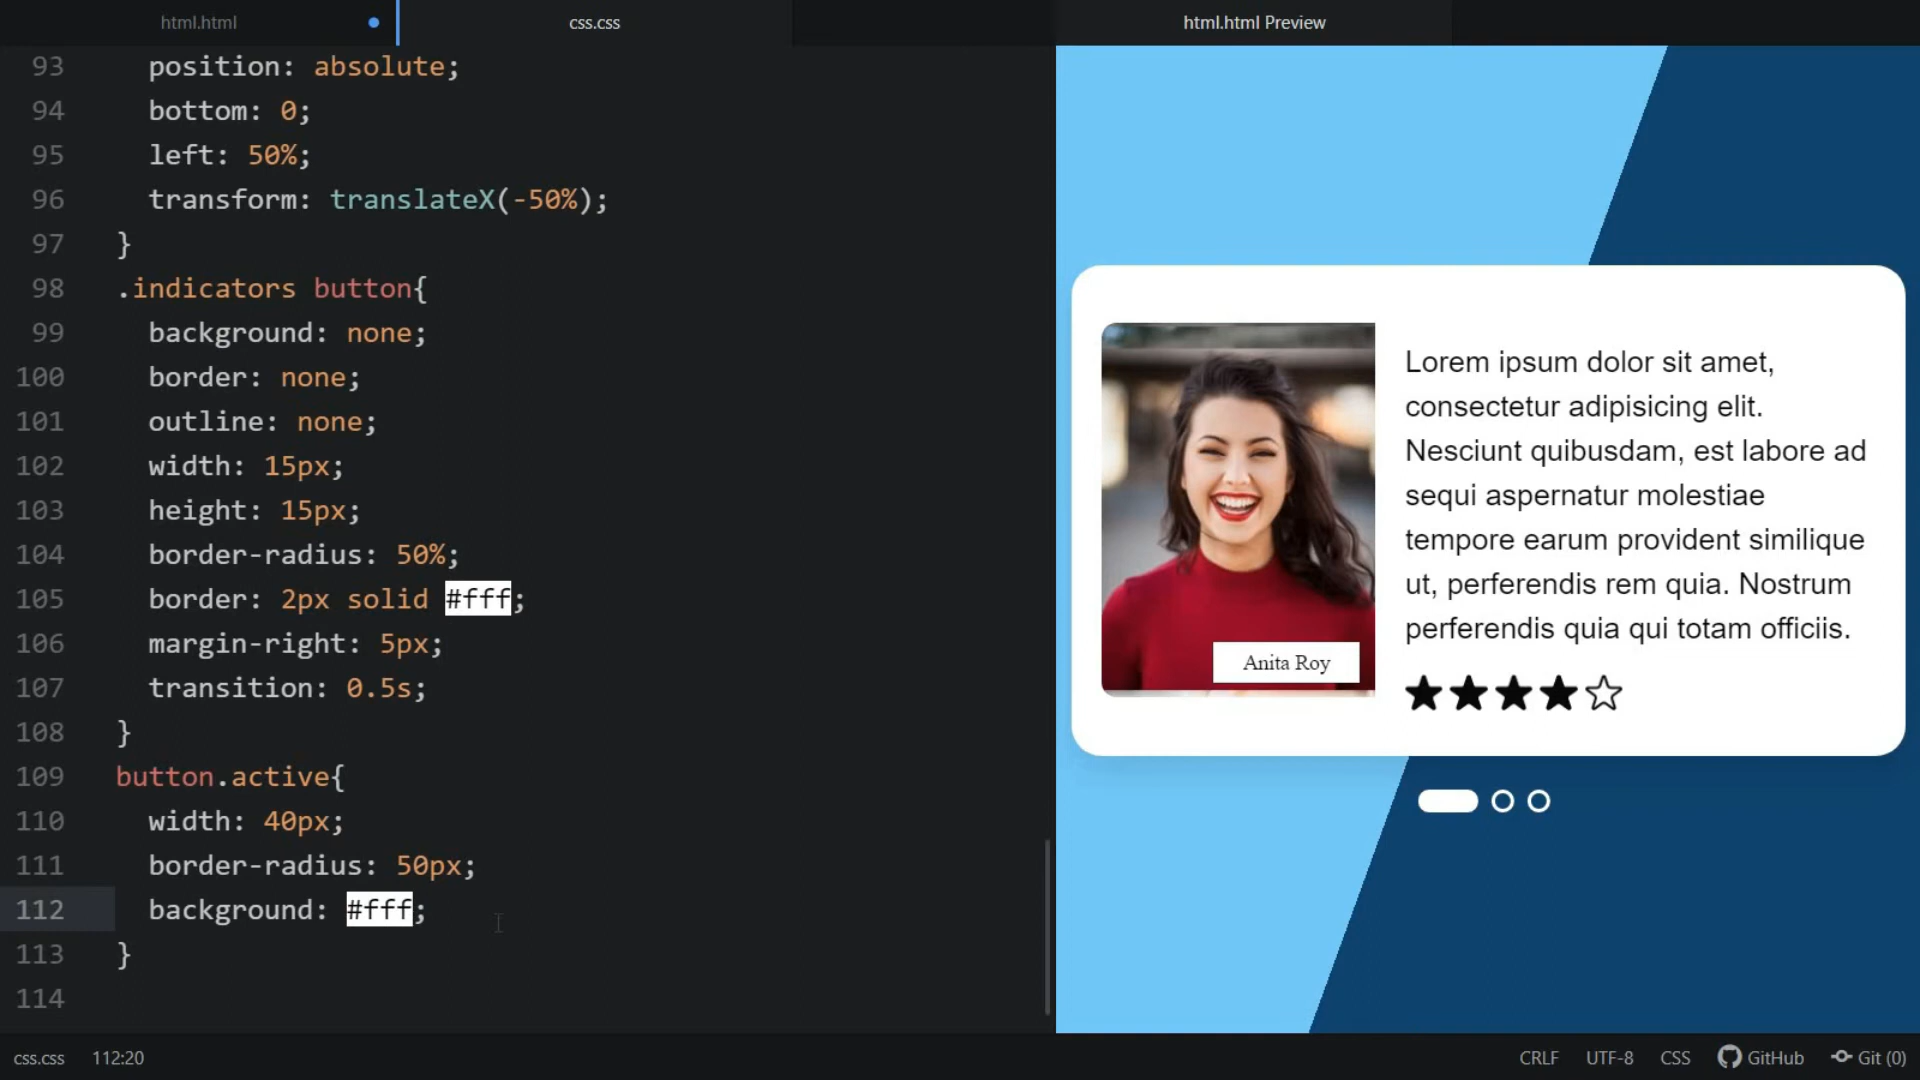 html.html
css.css
html.html Preview
93 position: absolute;
94 bottom: 0;
95 left: 50%;
96 transform: translateX(-50%);
97 }
98 .indicators button{
99 background: none;
100 border: none;
101 outline: none;
102 width: 15px;
103 height: 15px;
104 border-radius: 50%;
105 border: 2px solid #fff;
106 margin-right: 5px;
107 transition: 0.5s;
108 }
109 button.active{
110 width: 40px;
111 border-radius: 50px;
112 background: #fff;
113 }
114
Anita Roy
Lorem ipsum dolor sit amet,
consectetur adipisicing elit.
Nesciunt quibusdam, est labore ad
sequi aspernatur molestiae
tempore earum provident similique
ut, perferendis rem quia. Nostrum
perferendis quia qui totam officiis.
css.css 112:20
CRLF UTF-8 CSS GitHub Git (0)